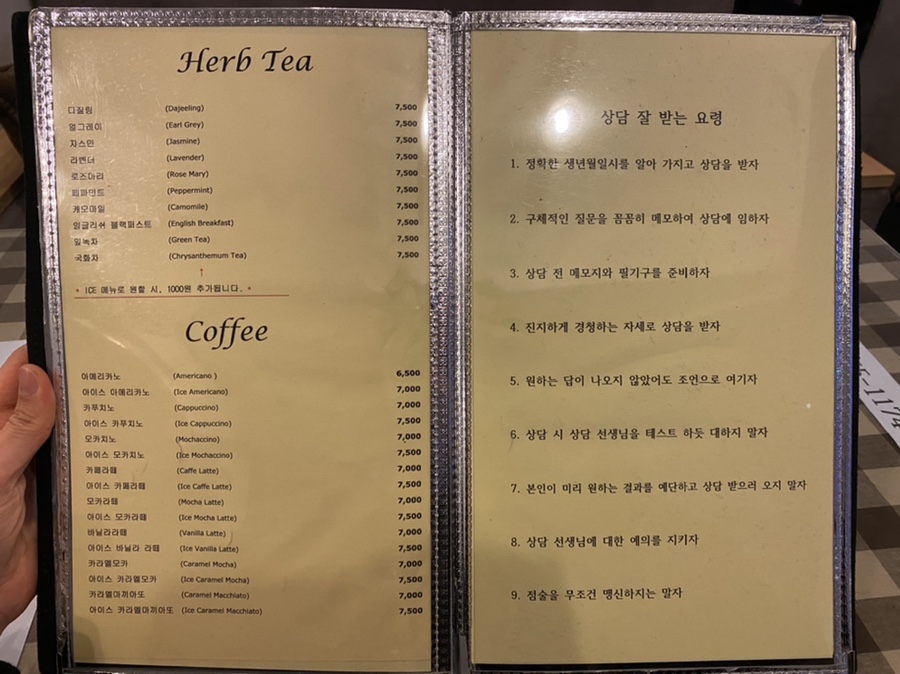 Herb Tea
디질링 (Dajeeling) 7,500
얼그레이 (Earl Grey) 7,500
자스민 (Jasmine) 7,500
라벤너 (Lavender) 7,500
로즈마리 (Rose Mary) 7,500
페파민트 (Peppermint) 7,500
캐모마일 (Camomile) 7,500
잉글리쉬 블랙퍼스트 (English Breakfast) 7,500
잎녹차 (Green Tea) 7,500
국화차 (Chrysanthemum Tea) 7,500
↑
* ICE 메뉴로 원할 시, 1000원 추가됩니다. *
Coffee
아메리카노 (Americano ) 6,500
아이스 아메리카노 (Ice Americano) 7,000
카푸치노 (Cappuccino) 7,000
아이스 카푸치노 (Ice Cappuccino) 7,500
모카치노 (Mochaccino) 7,000
아이스 모카치노 (Ice Mochaccino) 7,500
카페라떼 (Caffe Latte) 7,000
아이스 카페라떼 (Ice Caffe Latte) 7,500
모카라떼 (Mocha Latte) 7,000
아이스 모카라떼 (Ice Mocha Latte) 7,500
바닐라라떼 (Vanilla Latte) 7,000
아이스 바닐라 라떼 (Ice Vanilla Latte) 7,500
카라멜모카 (Caramel Mocha) 7,000
아이스 카라멜모카 (Ice Caramel Mocha) 7,500
카라멜마끼아또 (Caramel Macchiato) 7,000
아이스 카라멜마끼아또 (Ice Caramel Macchiato) 7,500
상담 잘 받는 요령
1. 정확한 생년월일시를 알아 가지고 상담을 받자
2. 구체적인 질문을 꼼꼼히 메모하여 상담에 임하자
3. 상담 전 메모지와 필기구를 준비하자
4. 진지하게 경청하는 자세로 상담을 받자
5. 원하는 답이 나오지 않았어도 조언으로 여기자
6. 상담 시 상담 선생님을 테스트 하듯 대하지 말자
7. 본인이 미리 원하는 결과를 예단하고 상담 받으러 오지 말자
8. 상담 선생님에 대한 예의를 지키자
9. 점술을 무조건 맹신하지는 말자
-1174